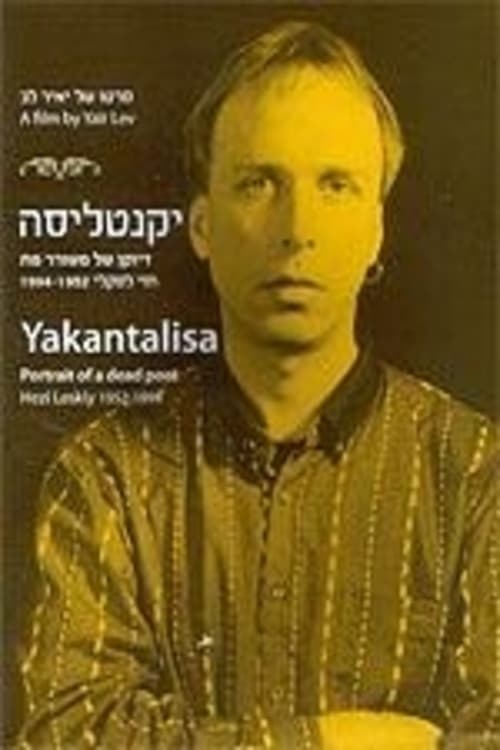 סרטו של יאיר לב
A film by Yair Lev
יקנטליסה
דיוקן של משורר מת
חזי לסקלי 1952-1994
Yakantalisa
Portrait of a dead poet
Hezi Leskly 1952-1994